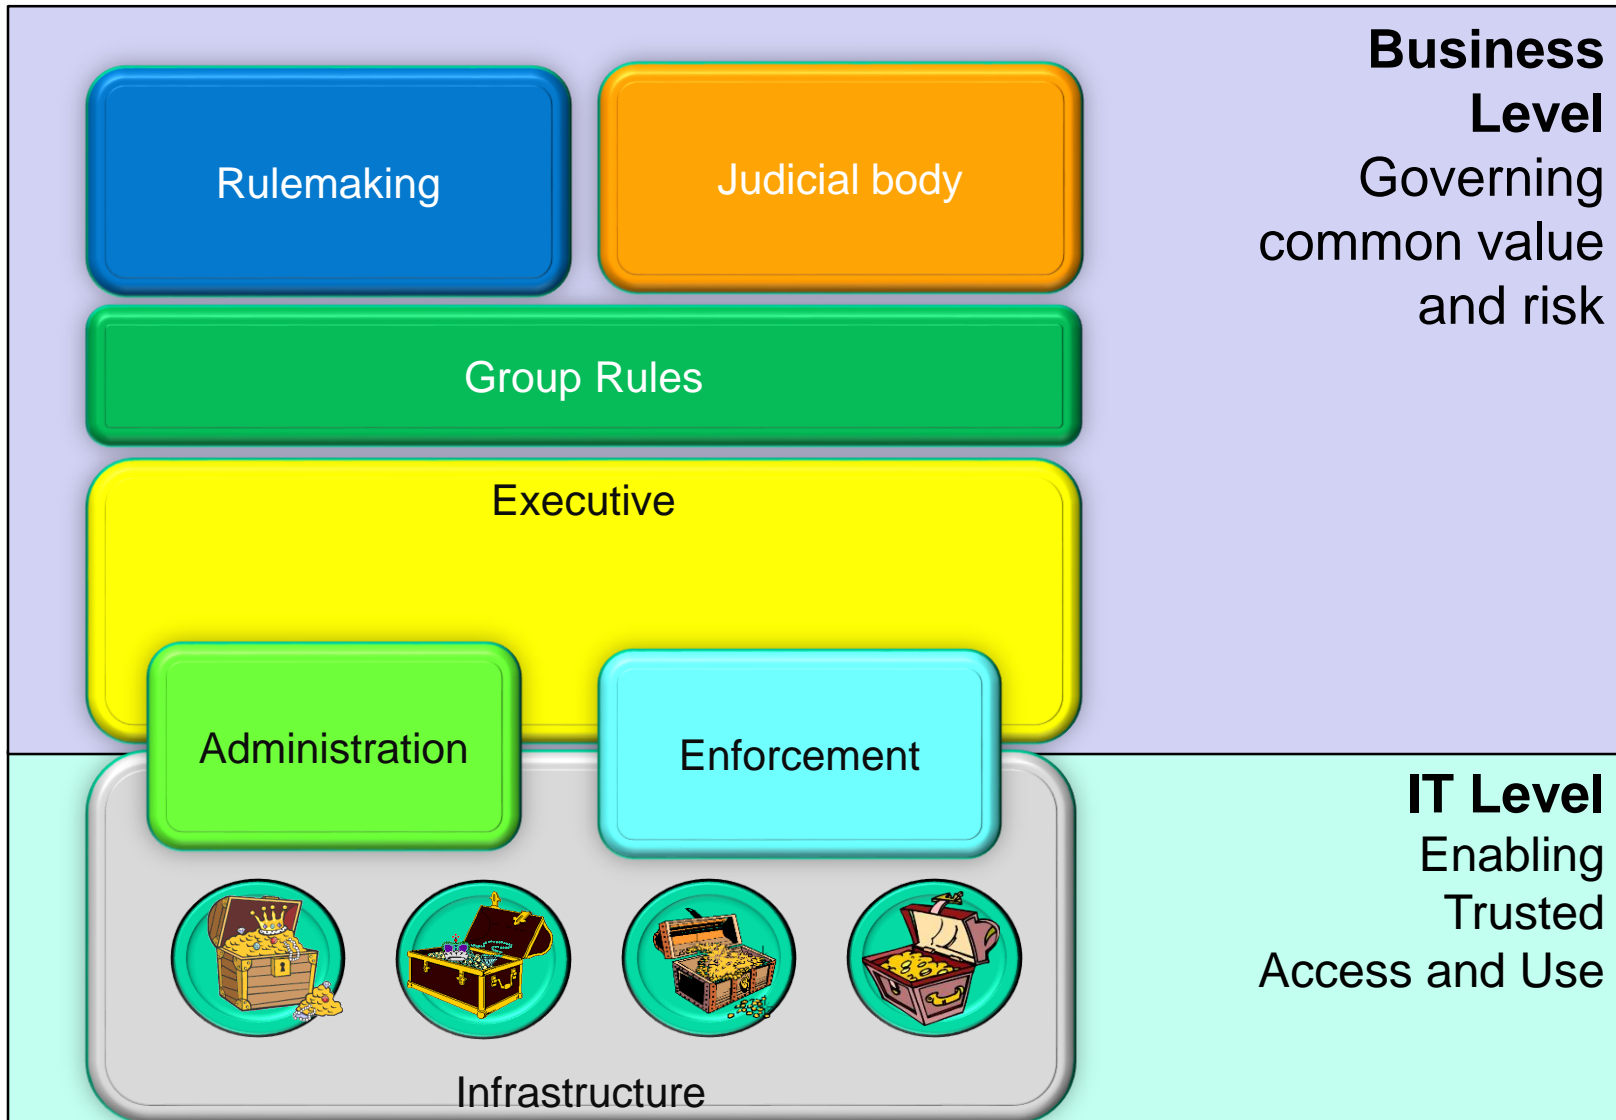 Business
Level
Governing
common value
and risk
Rulemaking
Judicial body
Group Rules
Executive
Administration
Enforcement
IT Level
Enabling
Trusted
Access and Use
Infrastructure